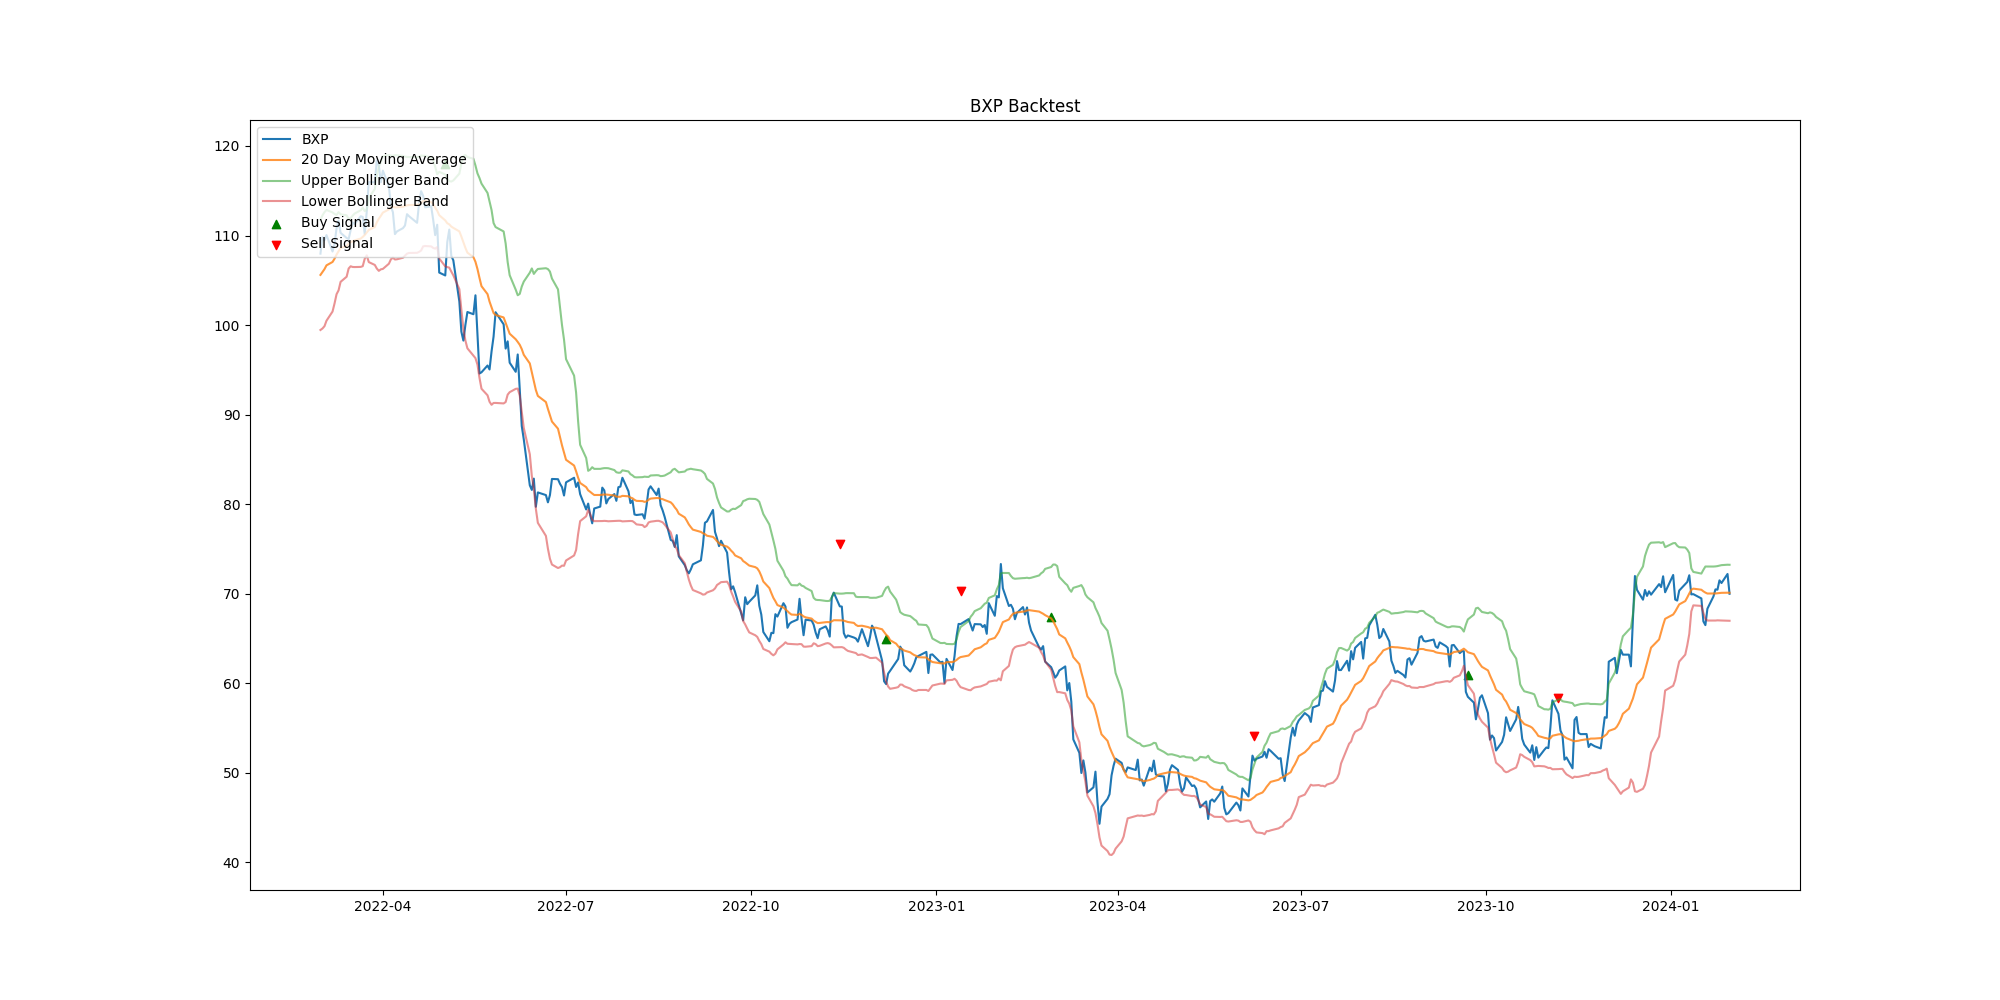 BXP Backtest
BXP
20 Day Moving Average
Upper Bollinger Band
Lower Bollinger Band
Buy Signal
Sell Signal
120
110
100
90
80
70
60
50
40
2022-04 2022-07 2022-10 2023-01 2023-04 2023-07 2023-10 2024-01